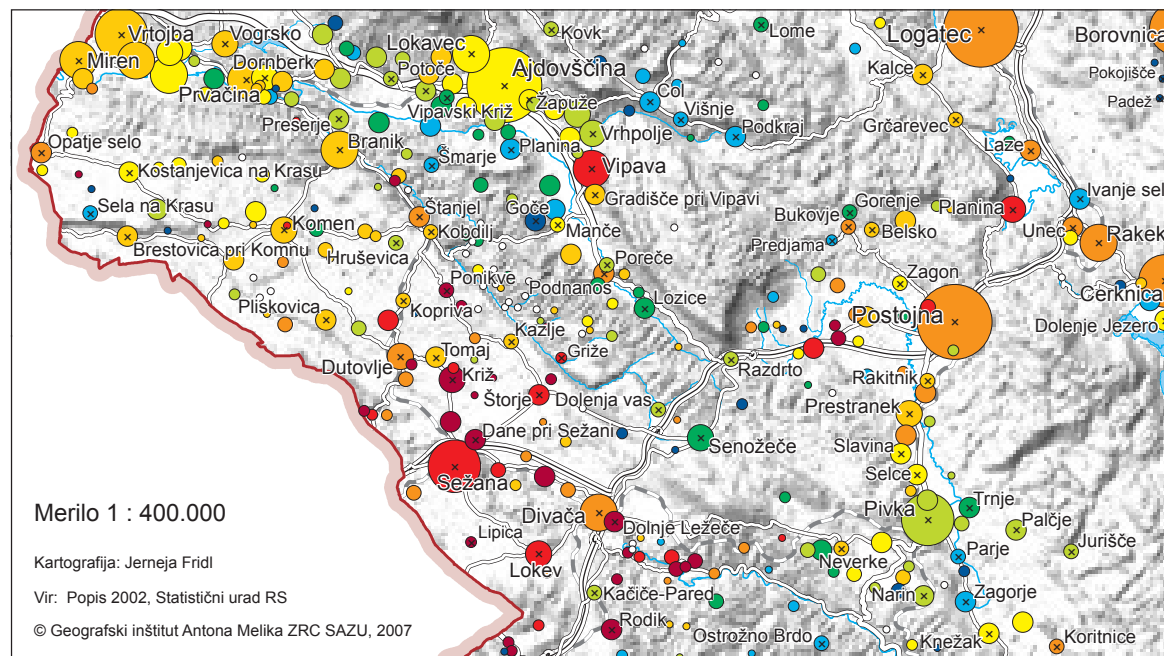 Vrtojba
Vogrsko
Lokavec
Kovk
Lome
Logatec
Borovnica
Miren
Dornberk
Potoče
Ajdovščina
Kalce
Pokojišče
Prvačina
Vipavski Križ
Žapuže
Col
Višnje
Padež
Prešerje
Vrhpolje
Podkraj
Grčarevec
Opatje selo
Branik
Šmarje
Planina
Vipava
Laže
Kostanjevica na Krasu
Gradišče pri Vipavi
Ivanje sel
Sela na Krasu
Štanjel
Goče
Bukovje
Gorenje
Planina
Komen
Kobdilj
Manče
Belsko
Unec
Rakek
Brestovica pri Komnu
Hruševica
Predjama
Poreče
Ponikve
Podnanos
Zagon
Cerknica
Pliskovica
Kopriva
Lozice
Postojna
Dolenje Jezero
Kazlje
Dutovlje
Tomaj
Griže
Razdrto
Križ
Rakitnik
Štorje
Dolenja vas
Prestranek
Dane pri Sežani
Senožeče
Slavina
Sežana
Selce
Merilo 1 : 400.000
Divača
Dolnje Ležeče
Pivka
Trnje
Palčje
Lipica
Jurišče
Kartografija: Jerneja Fridl
Lokev
Neverke
Parje
Vir:  Popis 2002, Statistični urad RS
Kačiče-Pared
Narin
Zagorje
© Geografski inštitut Antona Melika ZRC SAZU, 2007
Rodik
Ostrožno Brdo
Knežak
Koritnice